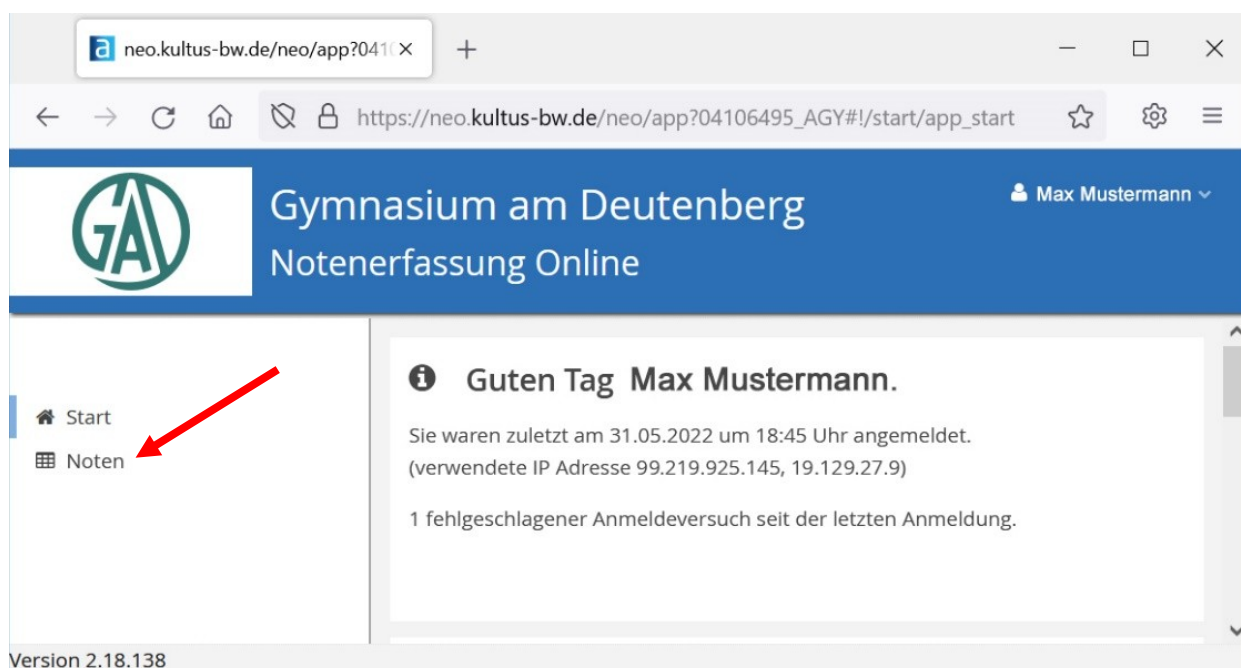 neo.kultus-bw.de/neo/app?041
https://neo.kultus-bw.de/neo/app?04106495_AGY#!/start/app_start
GAD
Gymnasium am Deutenberg
Notenerfassung Online
Max Mustermann
Start
Noten
Guten Tag Max Mustermann.
Sie waren zuletzt am 31.05.2022 um 18:45 Uhr angemeldet.
(verwendete IP Adresse 99.219.925.145, 19.129.27.9)
1 fehlgeschlagener Anmeldeversuch seit der letzten Anmeldung.
Version 2.18.138